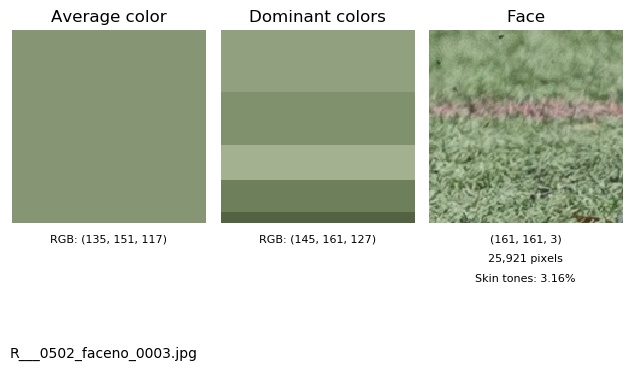 Average color
Dominant colors
Face
RGB: (135, 151, 117)
RGB: (145, 161, 127)
(161, 161, 3)
25,921 pixels
Skin tones: 3.16%
R___0502_faceno_0003.jpg